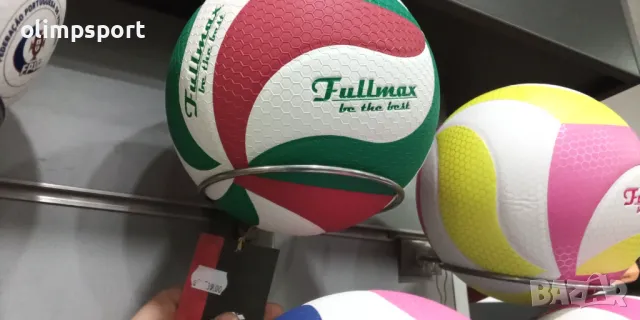 olimpsport
Fullmax
be the best
Fullmax
be the best
BAZAR